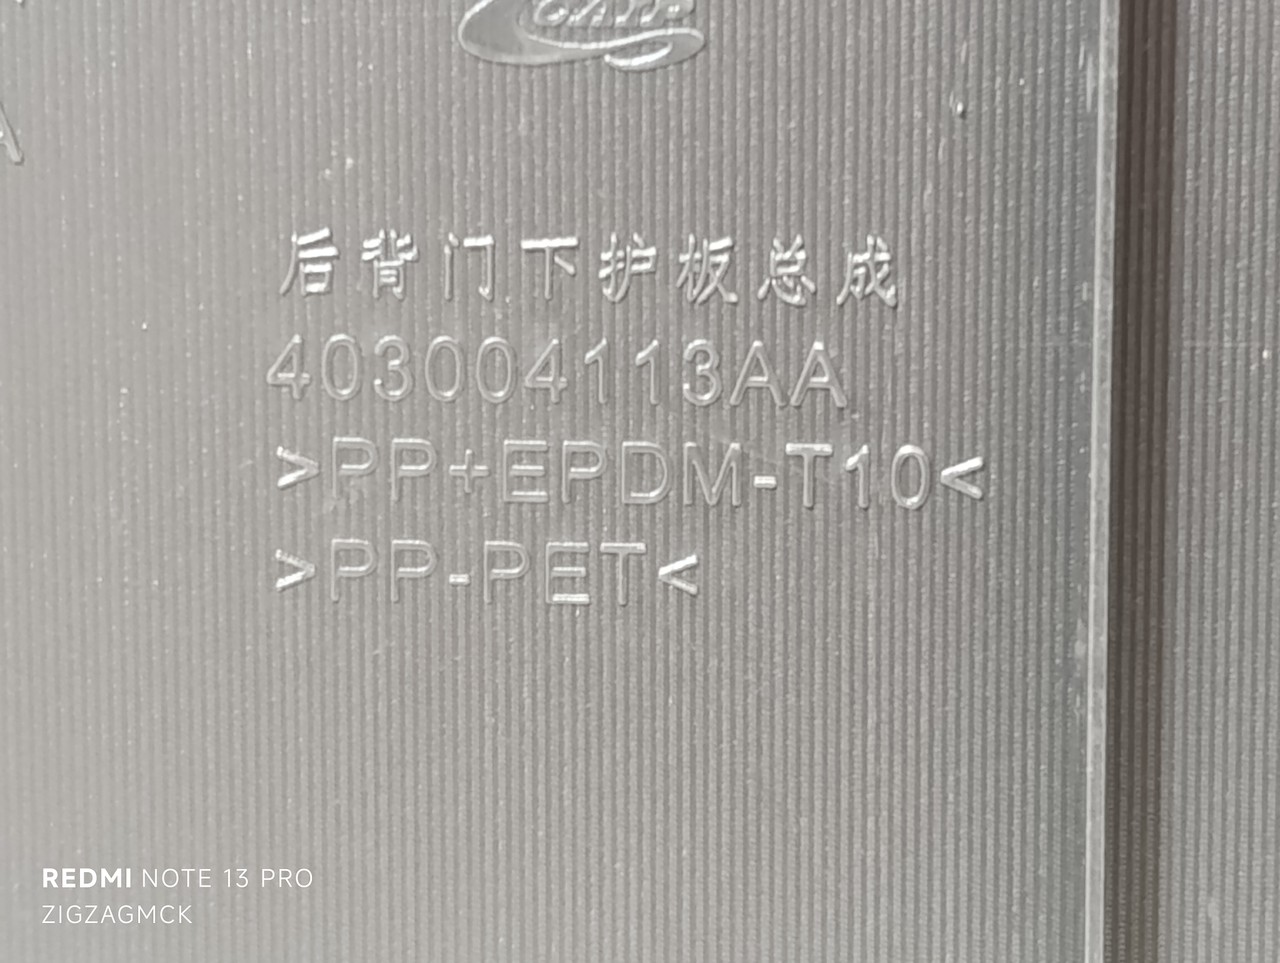 后背门下护板总成
403004113AA
>PP+EPDM-T10<
>PP-PET<
REDMI NOTE 13 PRO
ZIGZAGMCK